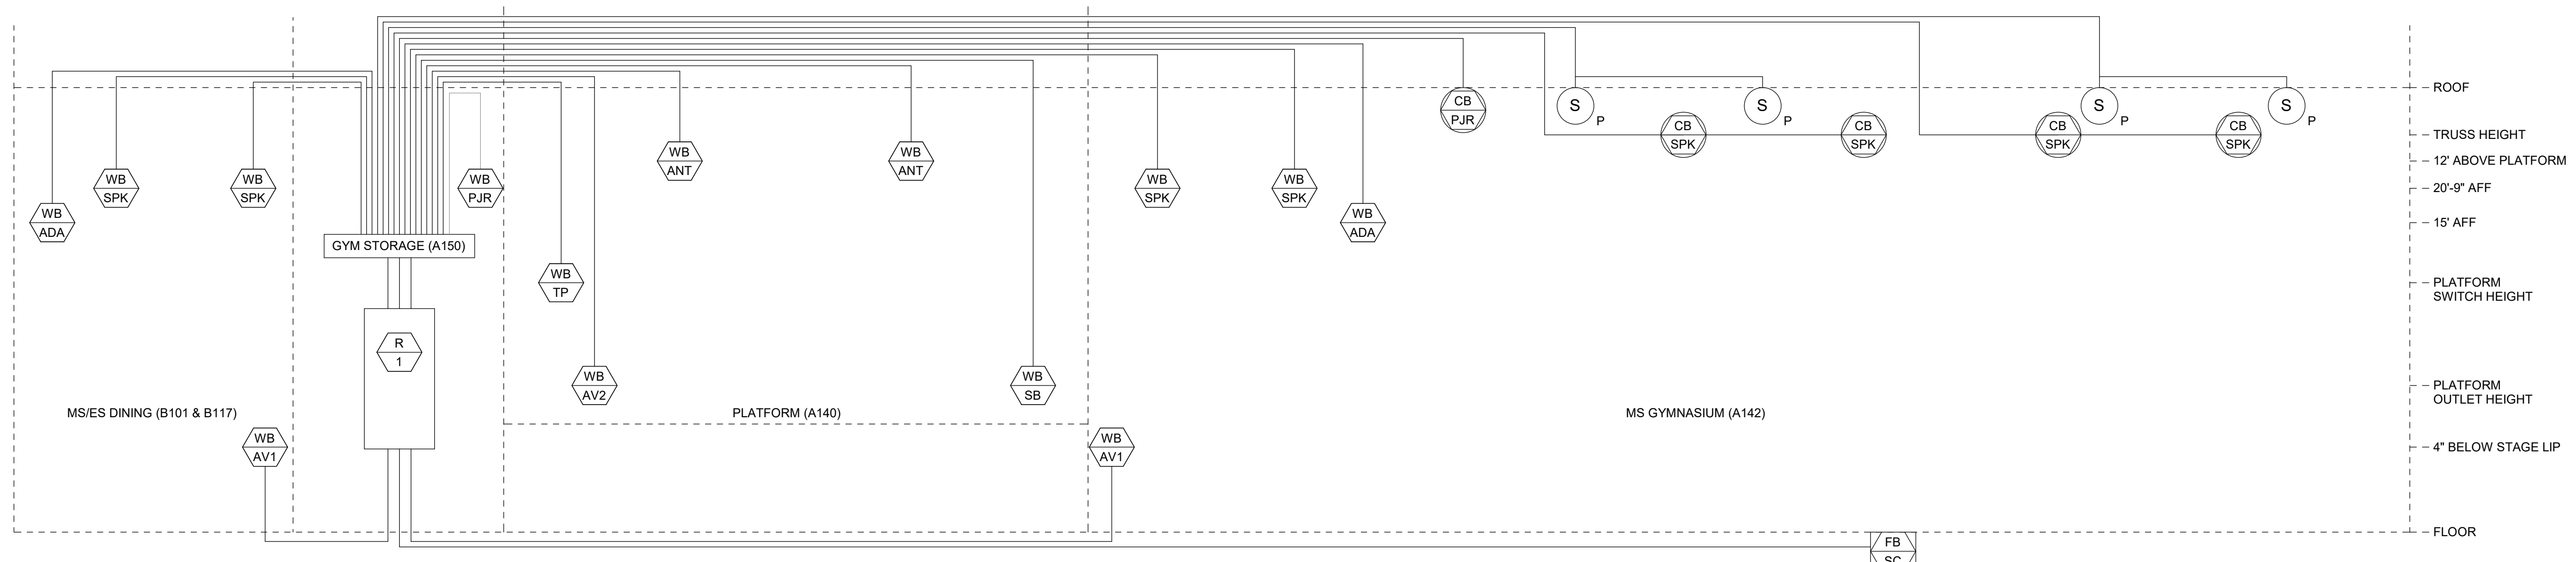 ROOF
CB
PJR
S
P
S
P
S
P
S
P
CB
SPK
CB
SPK
CB
SPK
CB
SPK
TRUSS HEIGHT
WB
ANT
WB
ANT
12' ABOVE PLATFORM
WB
SPK
WB
SPK
WB
PJR
WB
SPK
WB
SPK
20'-9" AFF
WB
ADA
WB
ADA
15' AFF
GYM STORAGE (A150)
WB
TP
PLATFORM
SWITCH HEIGHT
R
1
WB
AV2
WB
SB
PLATFORM
OUTLET HEIGHT
MS/ES DINING (B101 & B117)
PLATFORM (A140)
MS GYMNASIUM (A142)
WB
AV1
WB
AV1
4" BELOW STAGE LIP
FLOOR
FB
SC